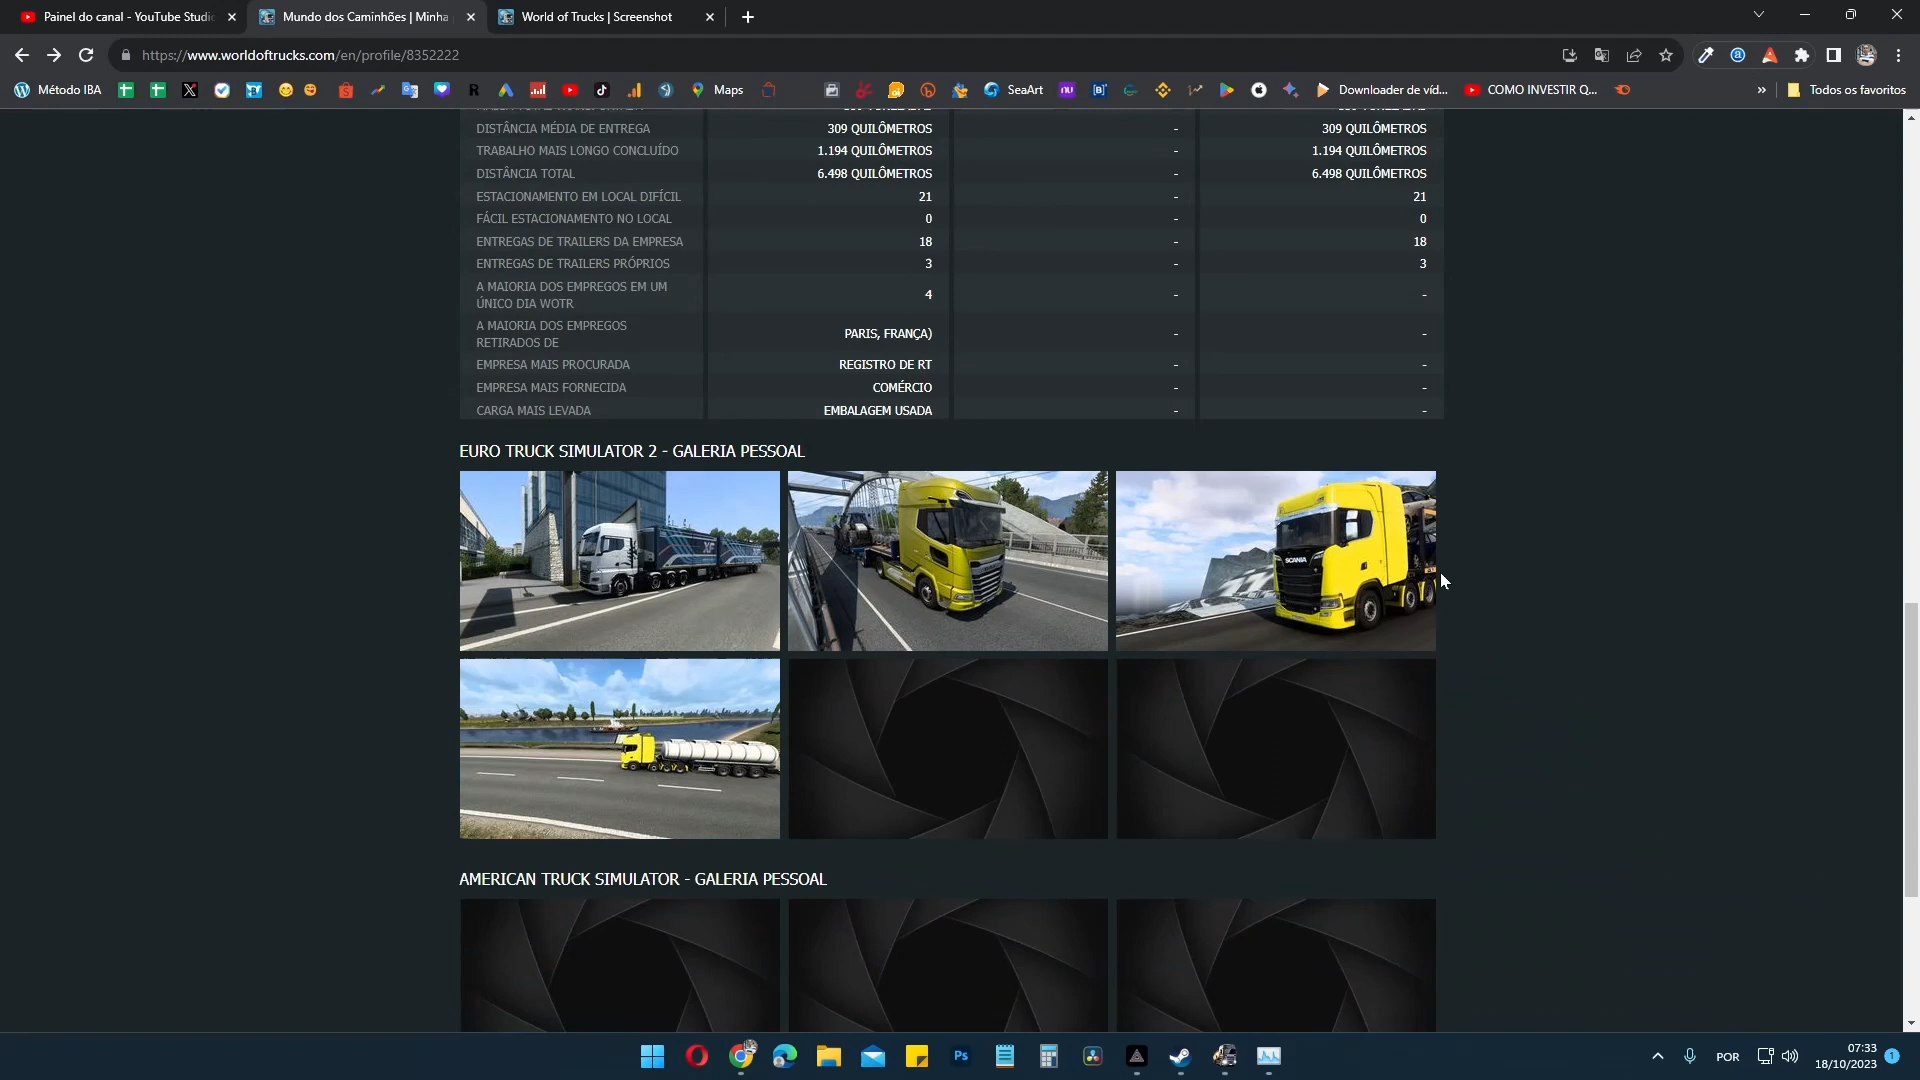 Painel do canal - YouTube Studio
Mundo dos Caminhões | Minha
World of Trucks | Screenshot
https://www.worldoftrucks.com/en/profile/8352222
Método IBA
Maps
SeaArt
Downloader de víd...
COMO INVESTIR Q...
»
Todos os favoritos
DISTÂNCIA MÉDIA DE ENTREGA 309 QUILÔMETROS - 309 QUILÔMETROS
TRABALHO MAIS LONGO CONCLUÍDO 1.194 QUILÔMETROS - 1.194 QUILÔMETROS
DISTÂNCIA TOTAL 6.498 QUILÔMETROS - 6.498 QUILÔMETROS
ESTACIONAMENTO EM LOCAL DIFÍCIL 21 - 21
FÁCIL ESTACIONAMENTO NO LOCAL 0 - 0
ENTREGAS DE TRAILERS DA EMPRESA 18 - 18
ENTREGAS DE TRAILERS PRÓPRIOS 3 - 3
A MAIORIA DOS EMPREGOS EM UM
ÚNICO DIA WOTR 4 - -
A MAIORIA DOS EMPREGOS
RETIRADOS DE PARIS, FRANÇA) - -
EMPRESA MAIS PROCURADA REGISTRO DE RT - -
EMPRESA MAIS FORNECIDA COMÉRCIO - -
CARGA MAIS LEVADA EMBALAGEM USADA - -
EURO TRUCK SIMULATOR 2 - GALERIA PESSOAL
SCANIA
AMERICAN TRUCK SIMULATOR - GALERIA PESSOAL
Ps
POR
07:33
18/10/2023
1